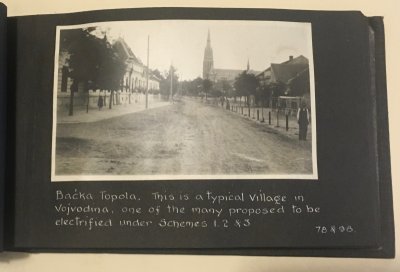 Bačka Topola. This is a typical Village in
Vojvodina, one of the many proposed to be
electrified under Schemes 1. 2 & 3
78 & 98.